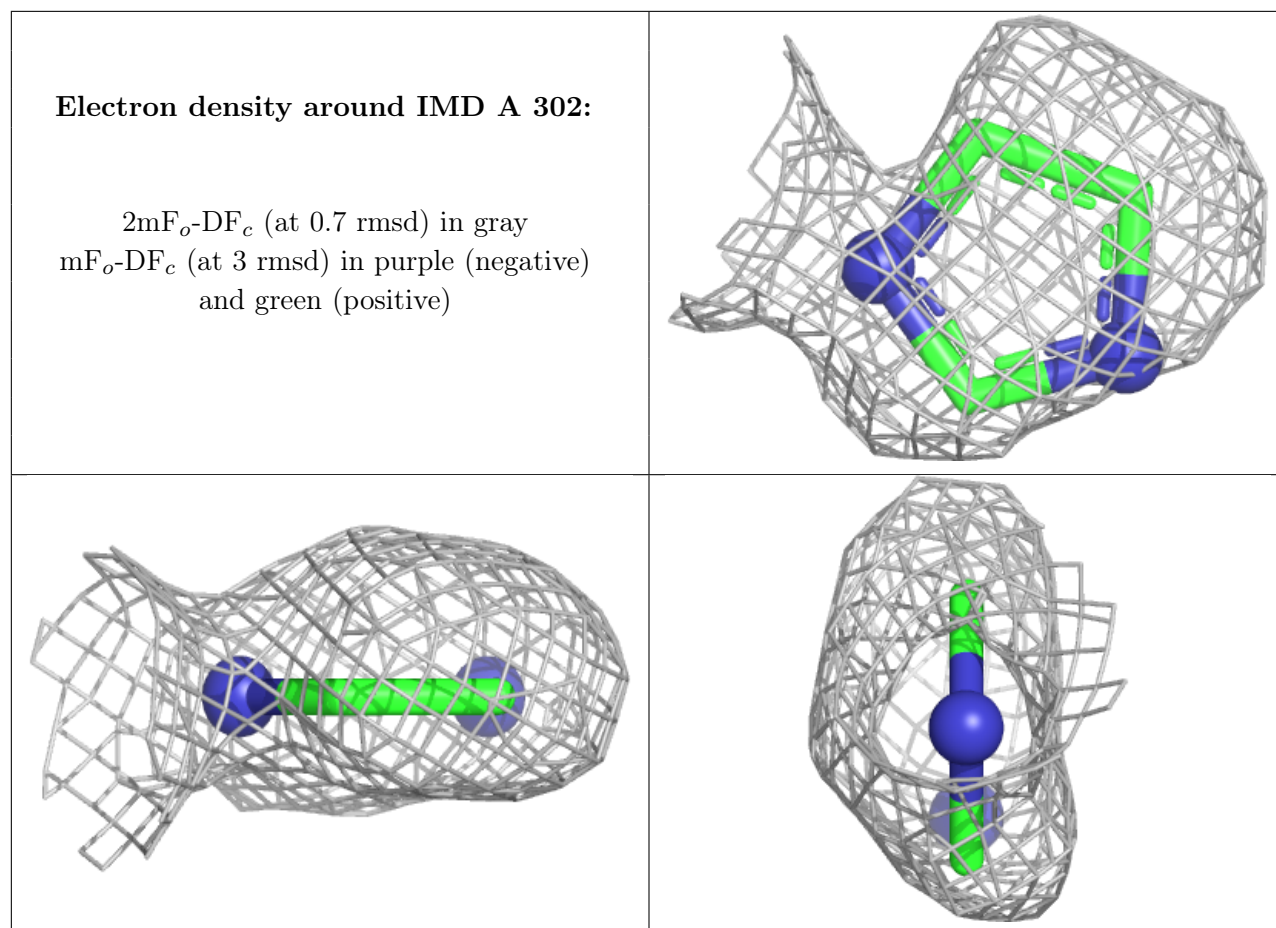 Electron density around IMD A 302:
2mFo-DFc (at 0.7 rmsd) in gray
mFo-DFc (at 3 rmsd) in purple (negative)
and green (positive)